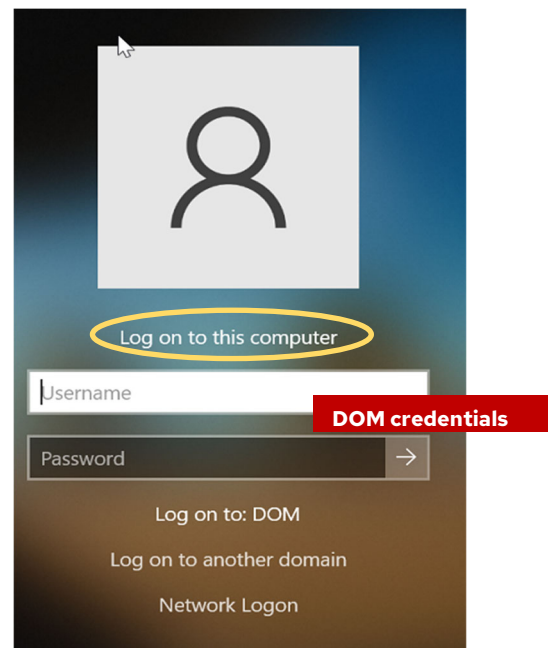 Log on to this computer
Username
DOM credentials
Password
Log on to: DOM
Log on to another domain
Network Logon